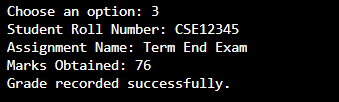 Choose an option: 3
Student Roll Number: CSE12345
Assignment Name: Term End Exam
Marks Obtained: 76
Grade recorded successfully.